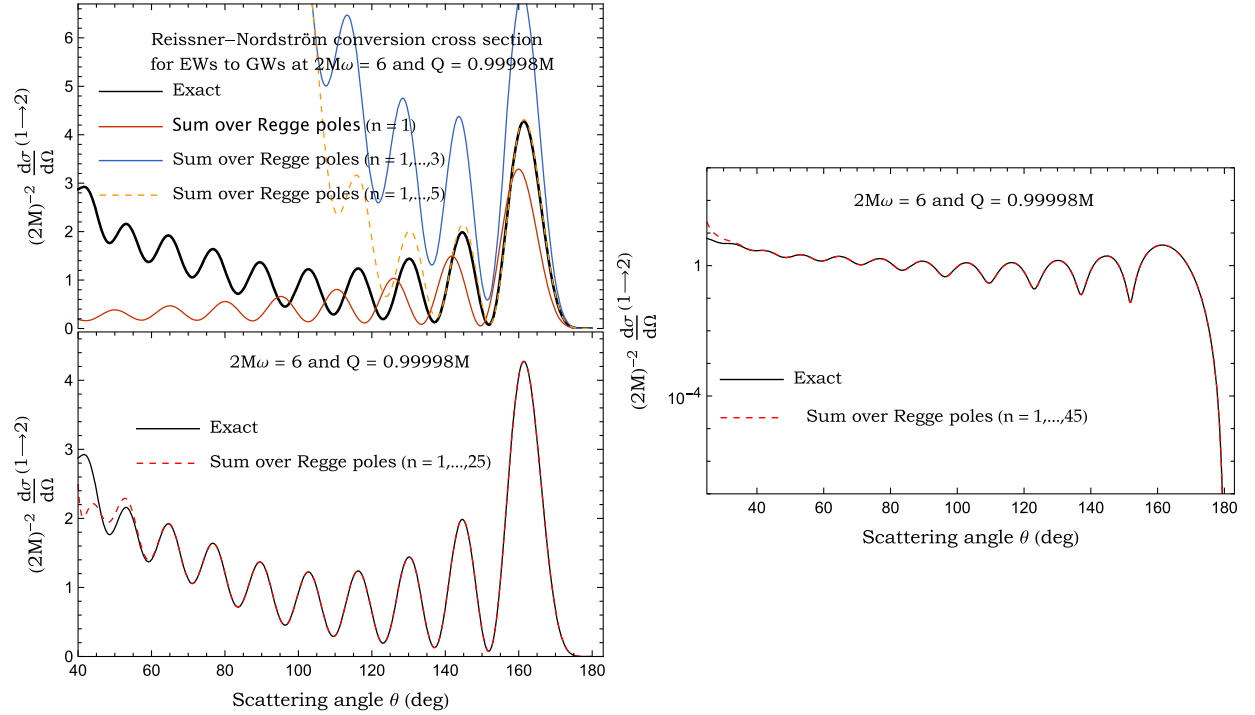 Reissner–Nordström conversion cross section
for EWs to GWs at 2Mω = 6 and Q = 0.99998M
Exact
Sum over Regge poles (n = 1)
Sum over Regge poles (n = 1,...,3)
Sum over Regge poles (n = 1,...,5)
(2M)⁻² dσ/dΩ (1⟶2)
0
1
2
3
4
5
6
2Mω = 6 and Q = 0.99998M
Exact
Sum over Regge poles (n = 1,...,25)
(2M)⁻² dσ/dΩ (1⟶2)
0
1
2
3
4
40 60 80 100 120 140 160 180
Scattering angle θ (deg)
2Mω = 6 and Q = 0.99998M
Exact
Sum over Regge poles (n = 1,...,45)
(2M)⁻² dσ/dΩ (1⟶2)
1
10⁻⁴
40 60 80 100 120 140 160 180
Scattering angle θ (deg)